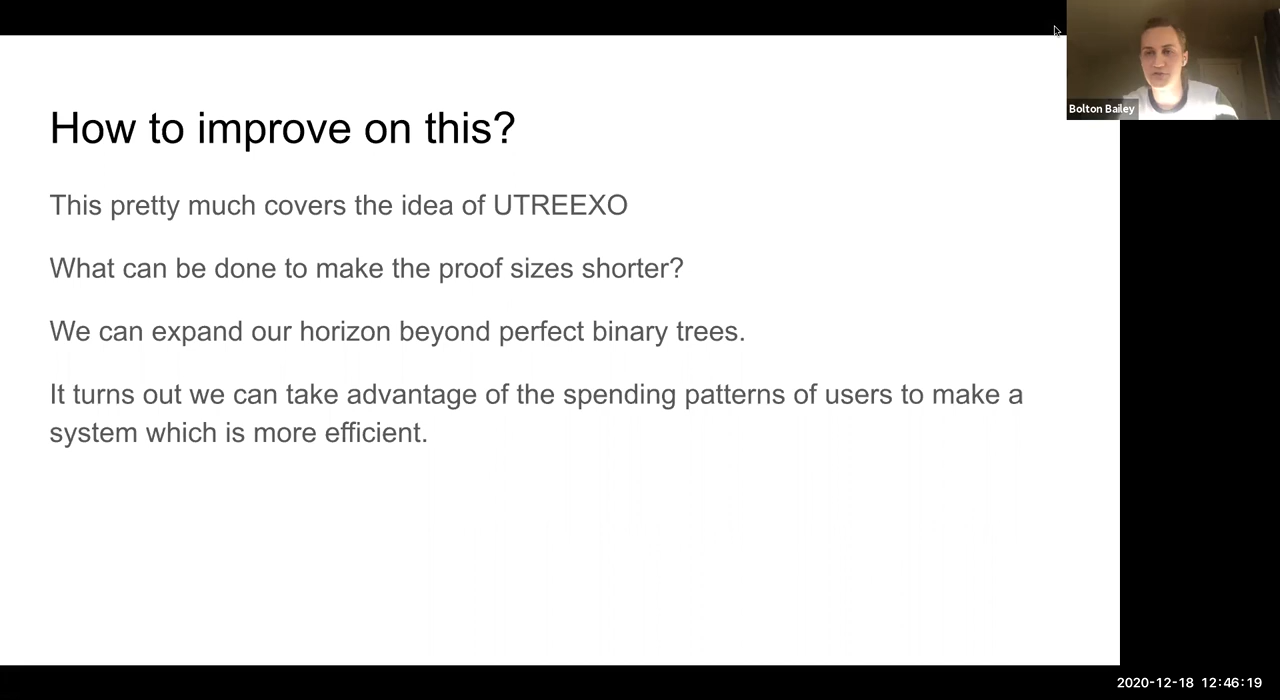 Bolton Bailey
How to improve on this?
This pretty much covers the idea of UTREEXO
What can be done to make the proof sizes shorter?
We can expand our horizon beyond perfect binary trees.
It turns out we can take advantage of the spending patterns of users to make a
system which is more efficient.
2020-12-18 12:46:19